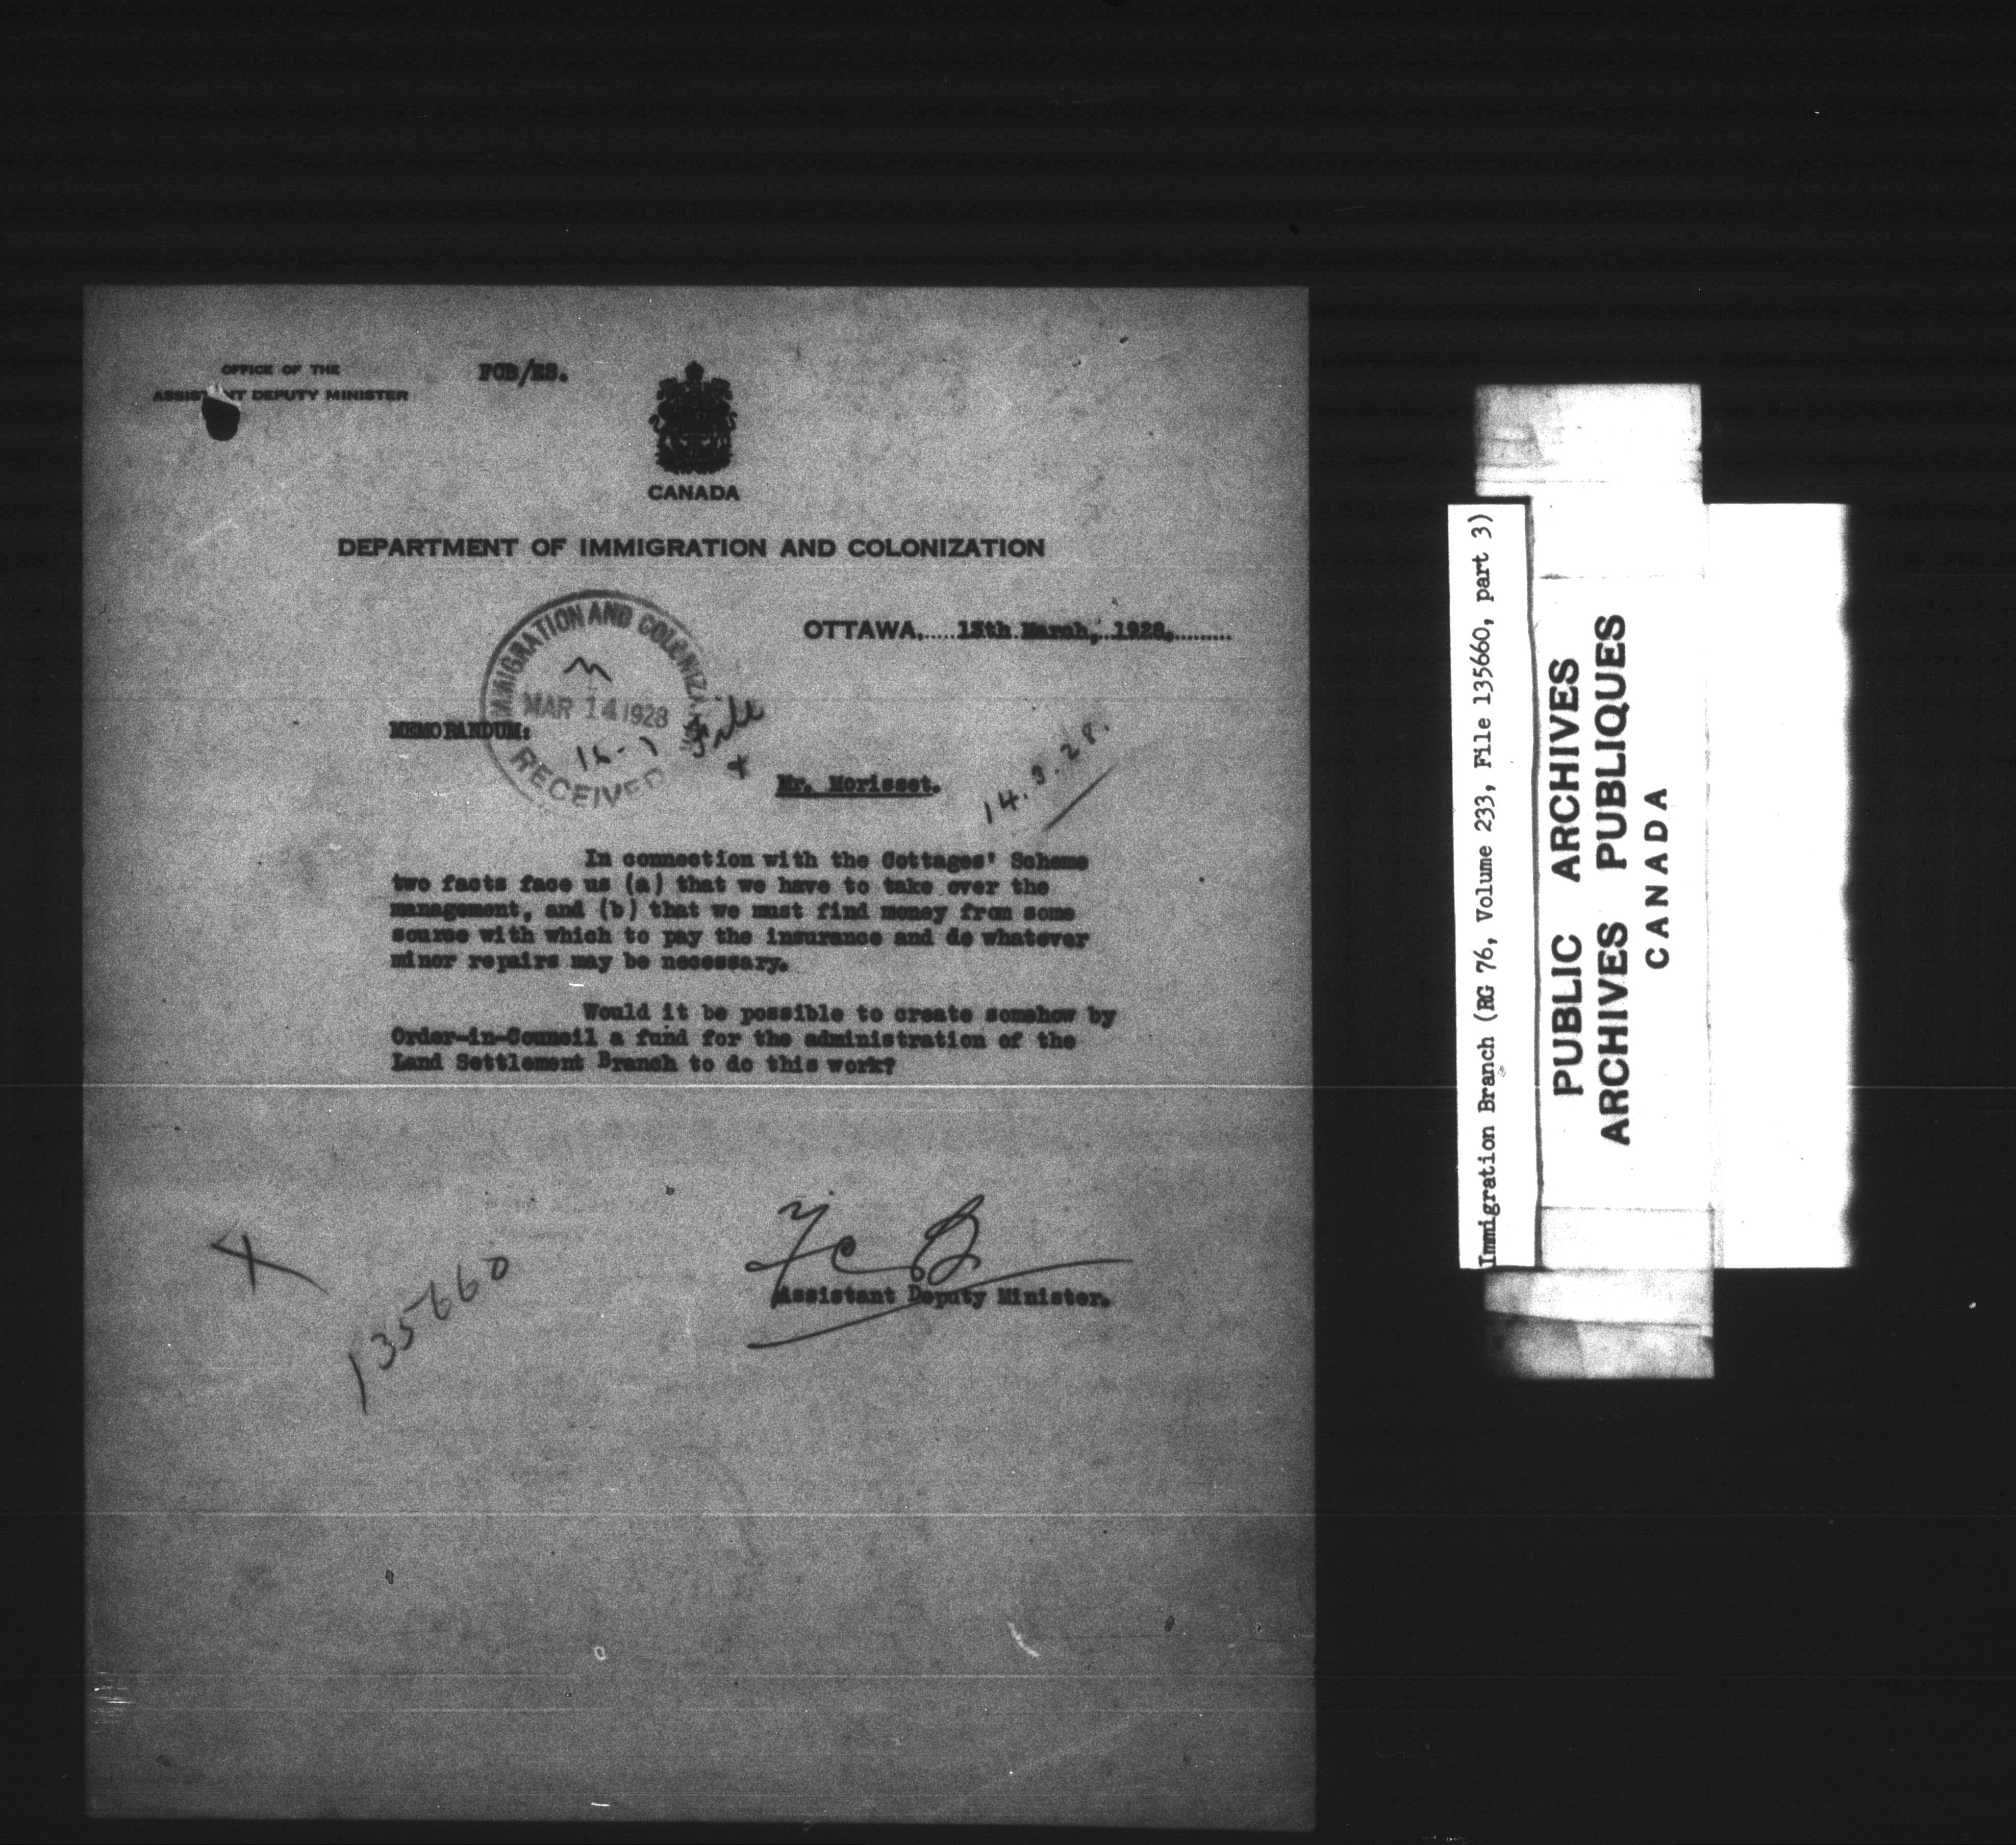 OFFICE OF THE
ASSISTANT DEPUTY MINISTER
FCB/ES.
CANADA
DEPARTMENT OF IMMIGRATION AND COLONIZATION
OTTAWA, 13th March, 1928.
IMMIGRATION AND COLONIZATION
MAR 14 1928
RECEIVED
File
MEMORANDUM:
Mr. Morisset.
14.3.28.
In connection with the Cottages' Scheme
two facts face us (a) that we have to take over the
management, and (b) that we must find money from some
source with which to pay the insurance and do whatever
minor repairs may be necessary.
Would it be possible to create somehow by
Order-in-Council a fund for the administration of the
Land Settlement Branch to do this work?
FCB
Assistant Deputy Minister.
X
135660
Immigration Branch (RG 76, Volume 233, File 135660, part 3)
PUBLIC ARCHIVES
ARCHIVES PUBLIQUES
CANADA